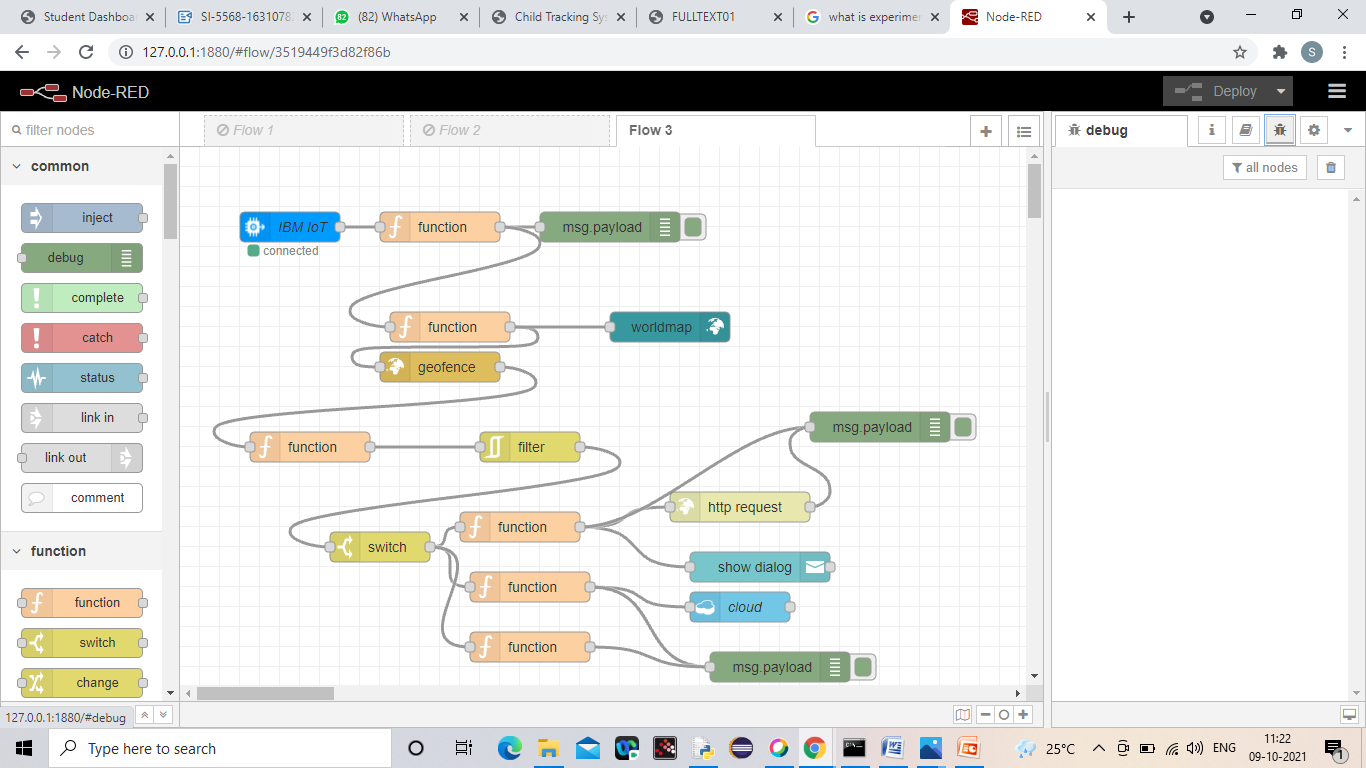 Student Dashboa
SI-5568-1631078
(82) WhatsApp
Child Tracking Sys
FULLTEXT01
what is experimen
Node-RED
127.0.0.1:1880/#flow/3519449f3d82f86b
S
Node-RED
Deploy
filter nodes
Flow 1
Flow 2
Flow 3
debug
all nodes
common
inject
debug
complete
catch
status
link in
link out
comment
function
function
switch
change
IBM IoT
connected
function
msg.payload
function
worldmap
geofence
function
filter
msg.payload
http request
switch
function
show dialog
function
cloud
function
msg.payload
127.0.0.1:1880/#debug
Type here to search
25°C
ENG
11:22
09-10-2021
1